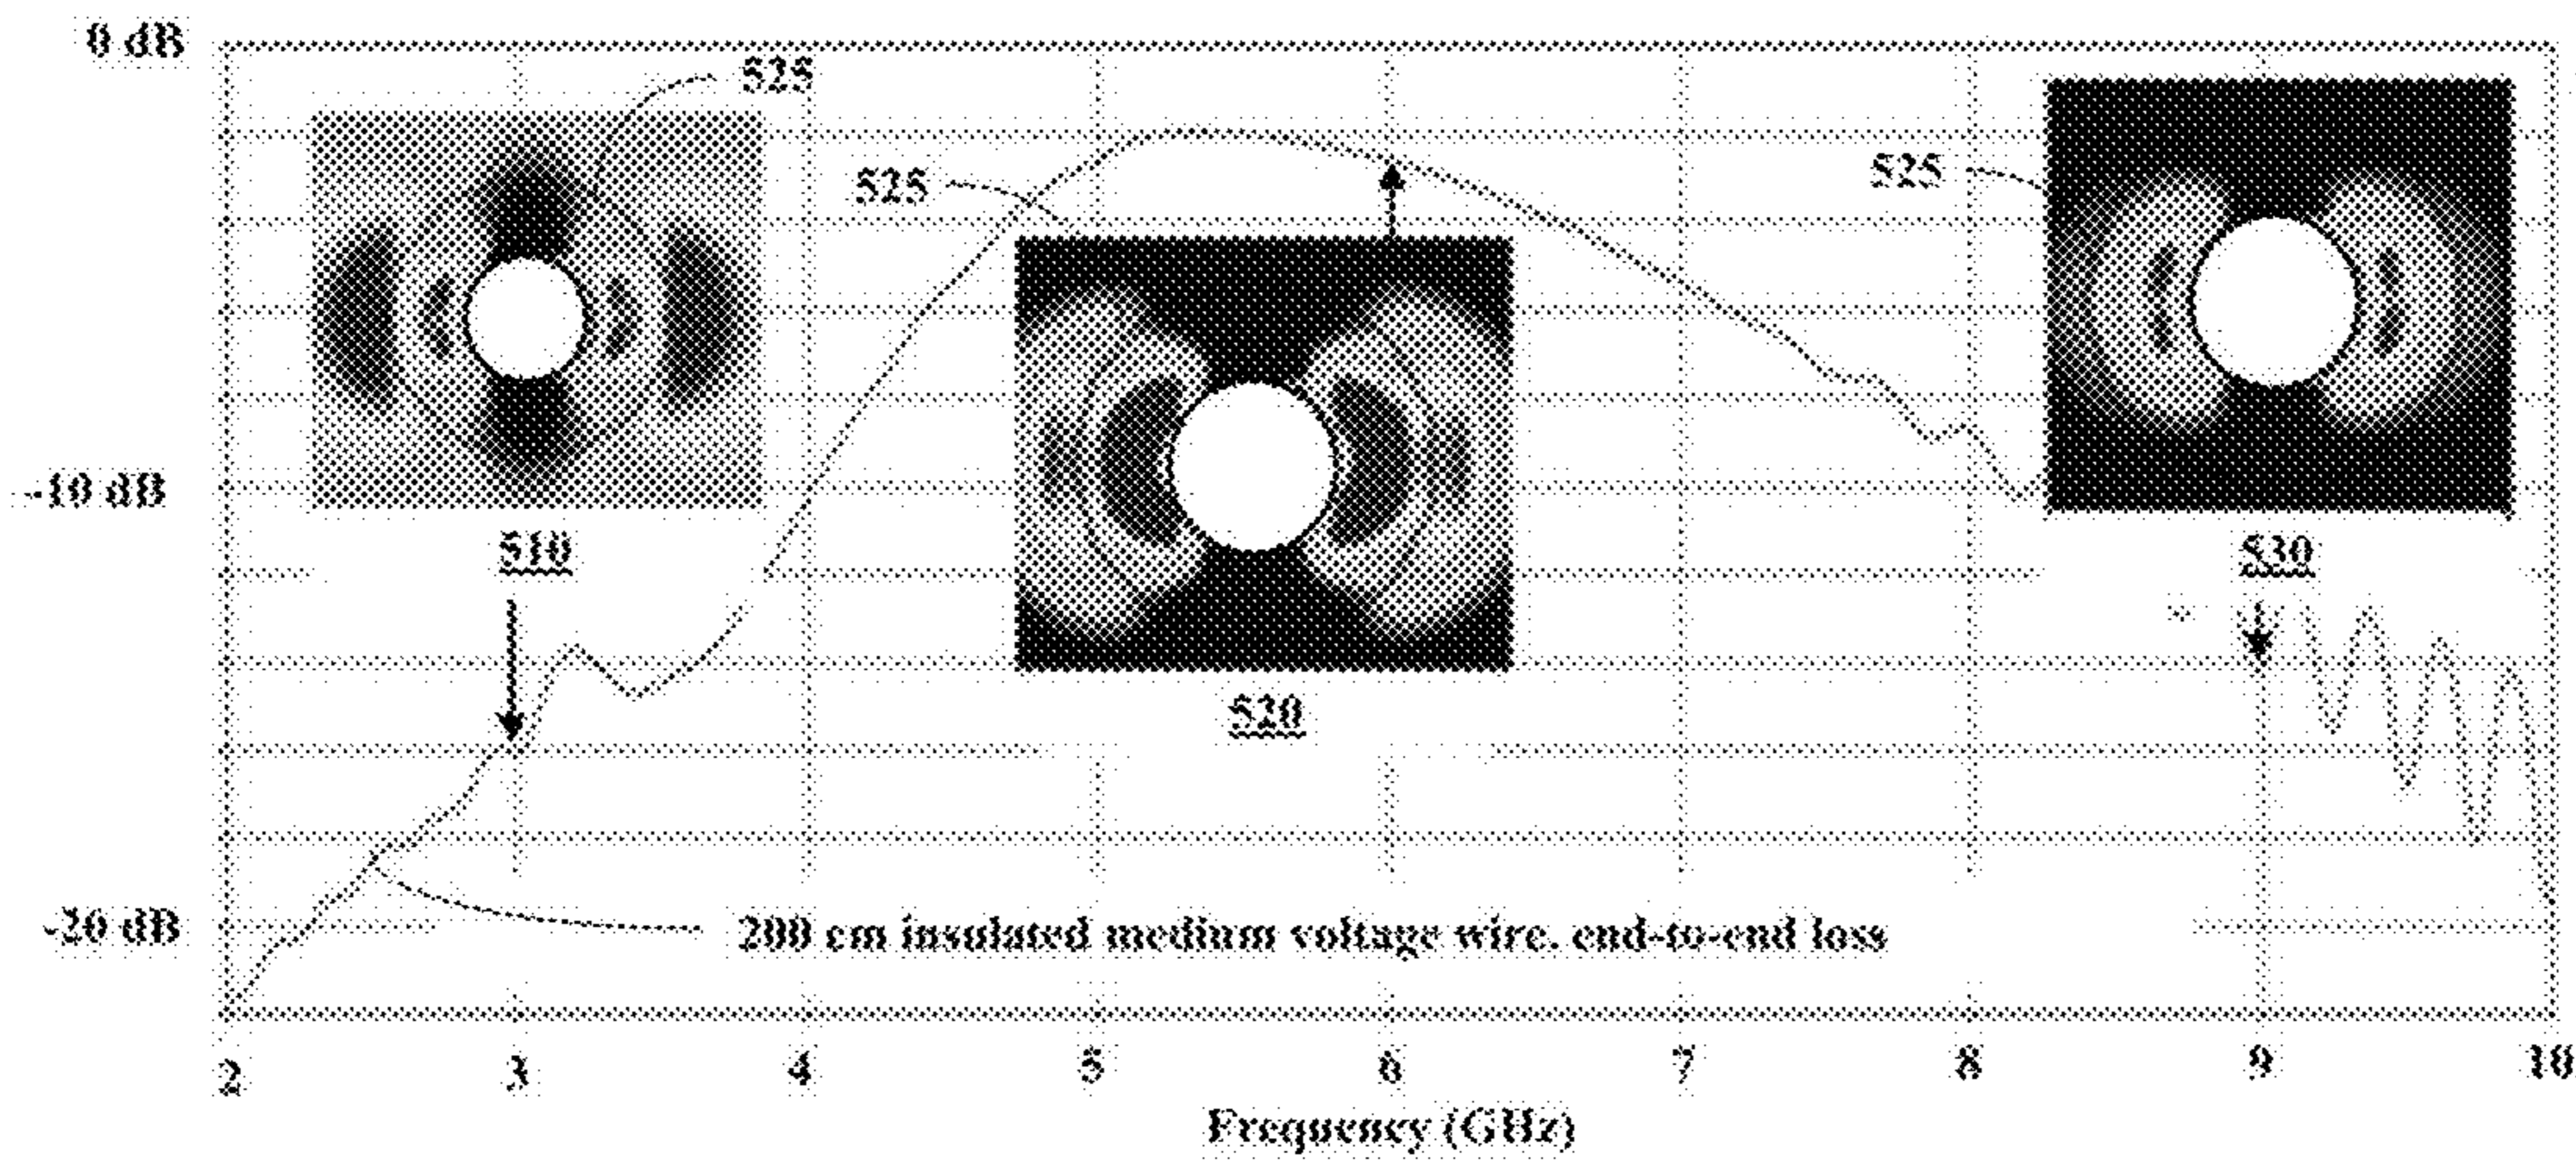 0 dB
525
525
525
-10 dB
510
530
520
-20 dB
200 cm insulated medium voltage wire. end-to-end loss
2 3 4 5 6 7 8 9 10
Frequency (GHz)